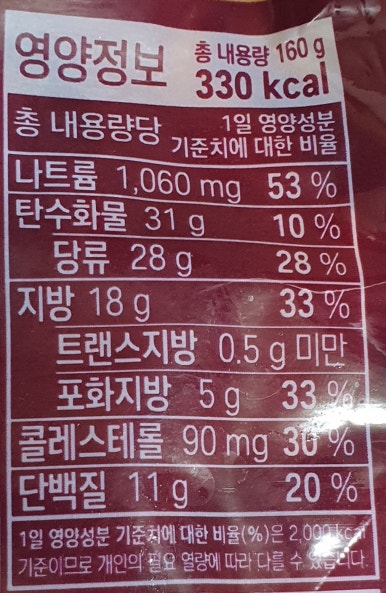 영양정보 총 내용량 160 g
330 kcal
총 내용량당 1일 영양성분
기준치에 대한 비율
나트륨 1,060 mg 53 %
탄수화물 31 g 10 %
당류 28 g 28 %
지방 18 g 33 %
트랜스지방 0.5 g 미만
포화지방 5 g 33 %
콜레스테롤 90 mg 30 %
단백질 11 g 20 %
1일 영양성분 기준치에 대한 비율(%)은 2,000 kcal
기준이므로 개인의 필요 열량에 따라 다를 수 있습니다.